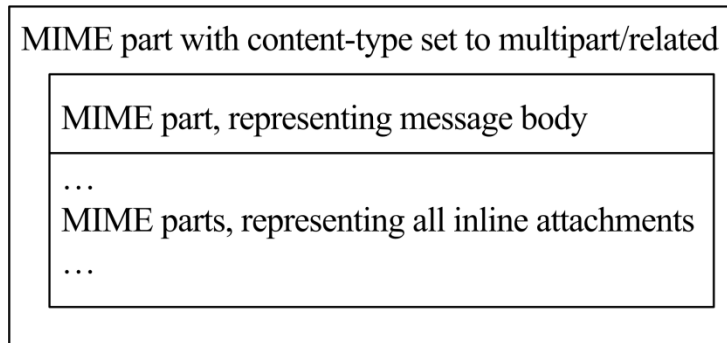 MIME part with content-type set to multipart/related
MIME part, representing message body
…
MIME parts, representing all inline attachments
…